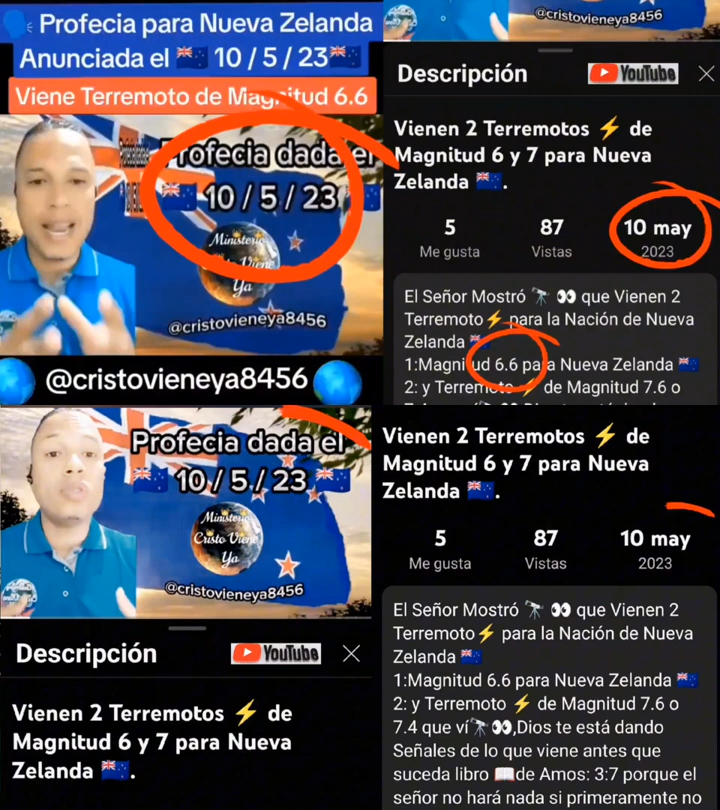 Profecia para Nueva Zelanda
Anunciada el 🇳🇿 10 / 5 / 23🇳🇿
Viene Terremoto de Magnitud 6.6
Profecia dada el
🇳🇿 10 / 5 / 23
Ministerio
Cristo Viene
Ya
@cristovieneya8456
@cristovieneya8456
@cristovieneya8456
Descripción
YouTube
Vienen 2 Terremotos ⚡ de
Magnitud 6 y 7 para Nueva
Zelanda 🇳🇿.
5
87
10 may
Me gusta
Vistas
2023
El Señor Mostró 🔭 👀 que Vienen 2
Terremoto⚡ para la Nación de Nueva
Zelanda
1:Magnitud 6.6 para Nueva Zelanda 🇳🇿
2: y Terremoto ⚡ de Magnitud 7.6 o
Profecia dada el
🇳🇿 10 / 5 / 23 🇳🇿
Ministerio
Cristo Viene
Ya
@cristovieneya8456
Descripción
YouTube
Vienen 2 Terremotos ⚡ de
Magnitud 6 y 7 para Nueva
Zelanda 🇳🇿.
Vienen 2 Terremotos ⚡ de
Magnitud 6 y 7 para Nueva
Zelanda 🇳🇿.
5
87
10 may
Me gusta
Vistas
2023
El Señor Mostró 🔭 👀 que Vienen 2
Terremoto⚡ para la Nación de Nueva
Zelanda 🇳🇿
1:Magnitud 6.6 para Nueva Zelanda 🇳🇿
2: y Terremoto ⚡ de Magnitud 7.6 o
7.4 que ví🔭👀,Dios te está dando
Señales de lo que viene antes que
suceda libro 📖de Amos: 3:7 porque el
señor no hará nada si primeramente no